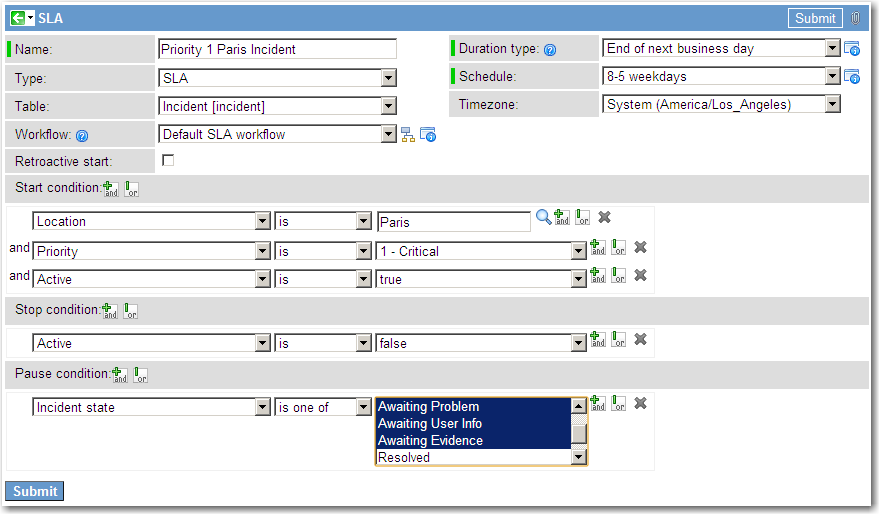 SLA Submit
Name: Priority 1 Paris Incident Duration type: End of next business day
Type: SLA Schedule: 8-5 weekdays
Table: Incident [incident] Timezone: System (America/Los_Angeles)
Workflow: Default SLA workflow
Retroactive start:
Start condition: and or
Location is Paris and or
and Priority is 1 - Critical and or
and Active is true and or
Stop condition: and or
Active is false and or
Pause condition: and or
Incident state is one of Awaiting Problem and or
Awaiting User Info
Awaiting Evidence
Resolved
Submit